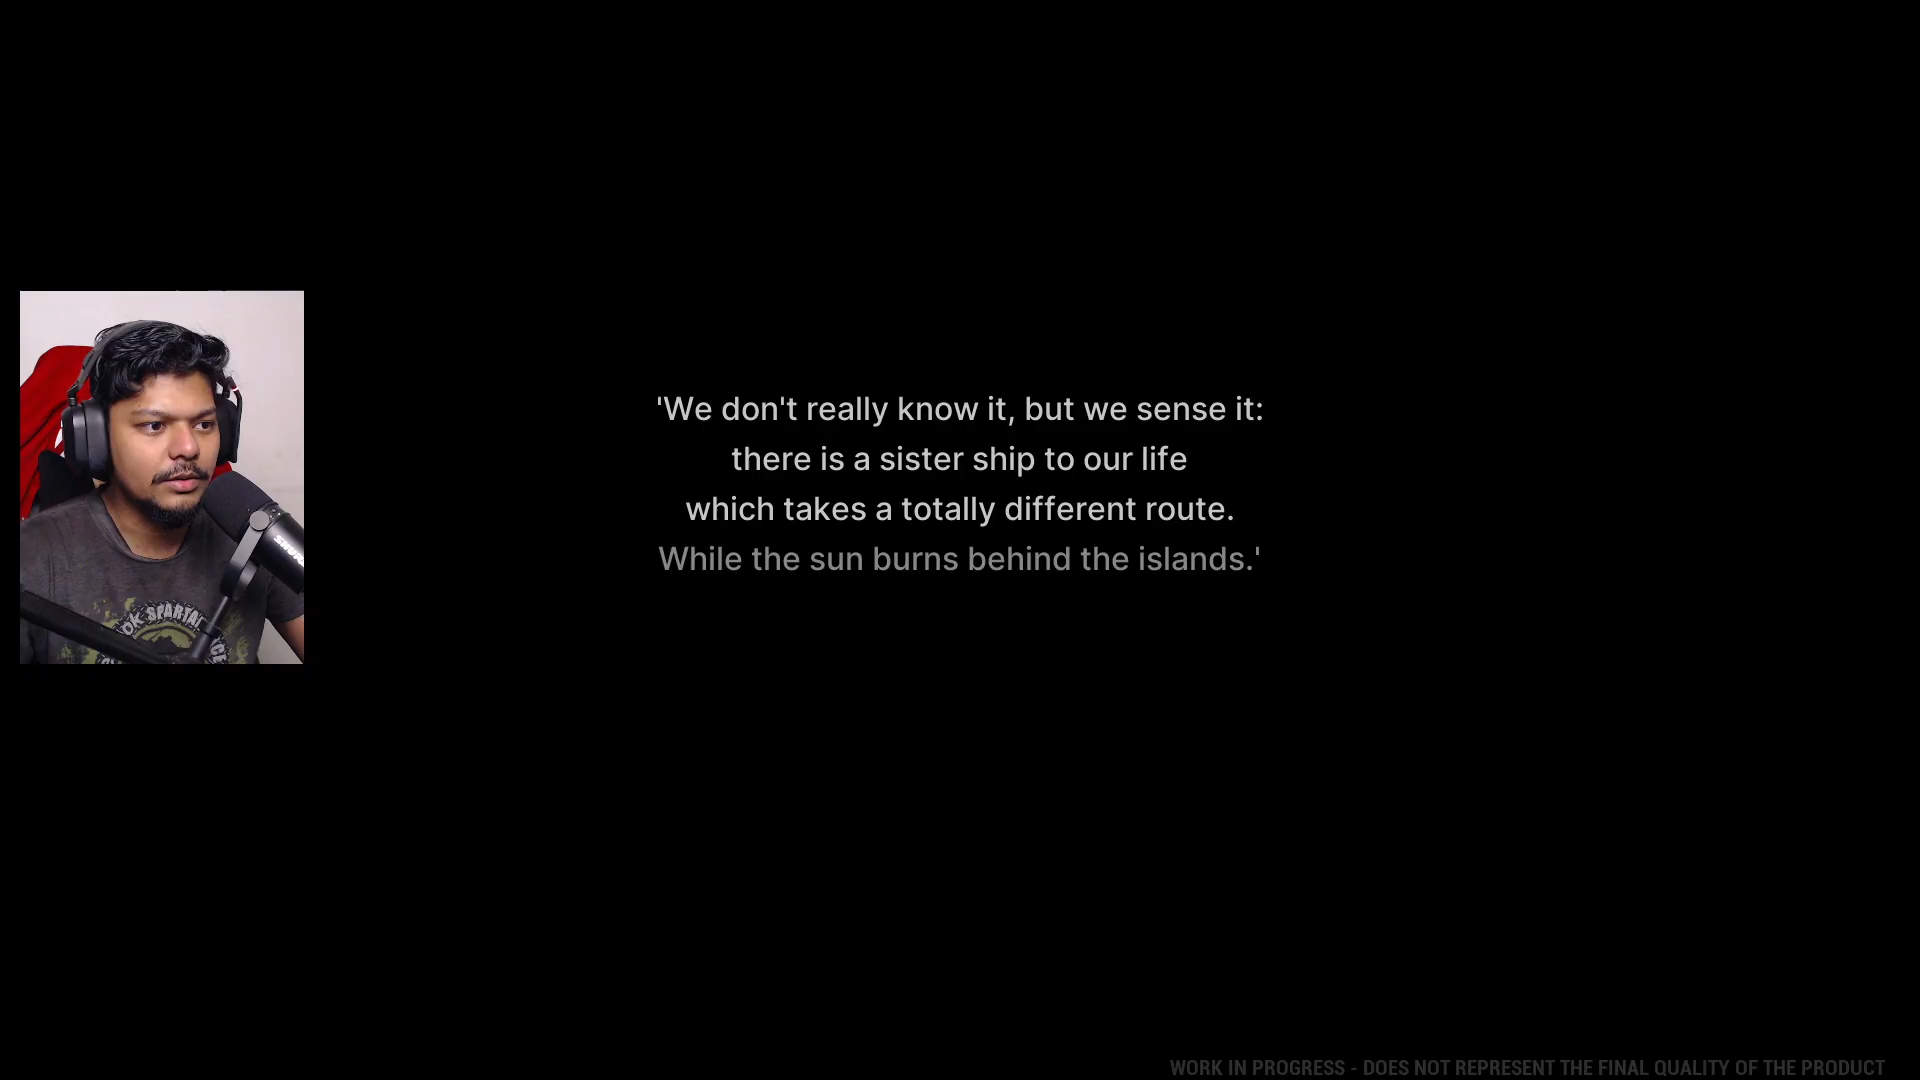 'We don't really know it, but we sense it:
there is a sister ship to our life
which takes a totally different route.
While the sun burns behind the islands.'
OK SPARTA
WORK IN PROGRESS - DOES NOT REPRESENT THE FINAL QUALITY OF THE PRODUCT